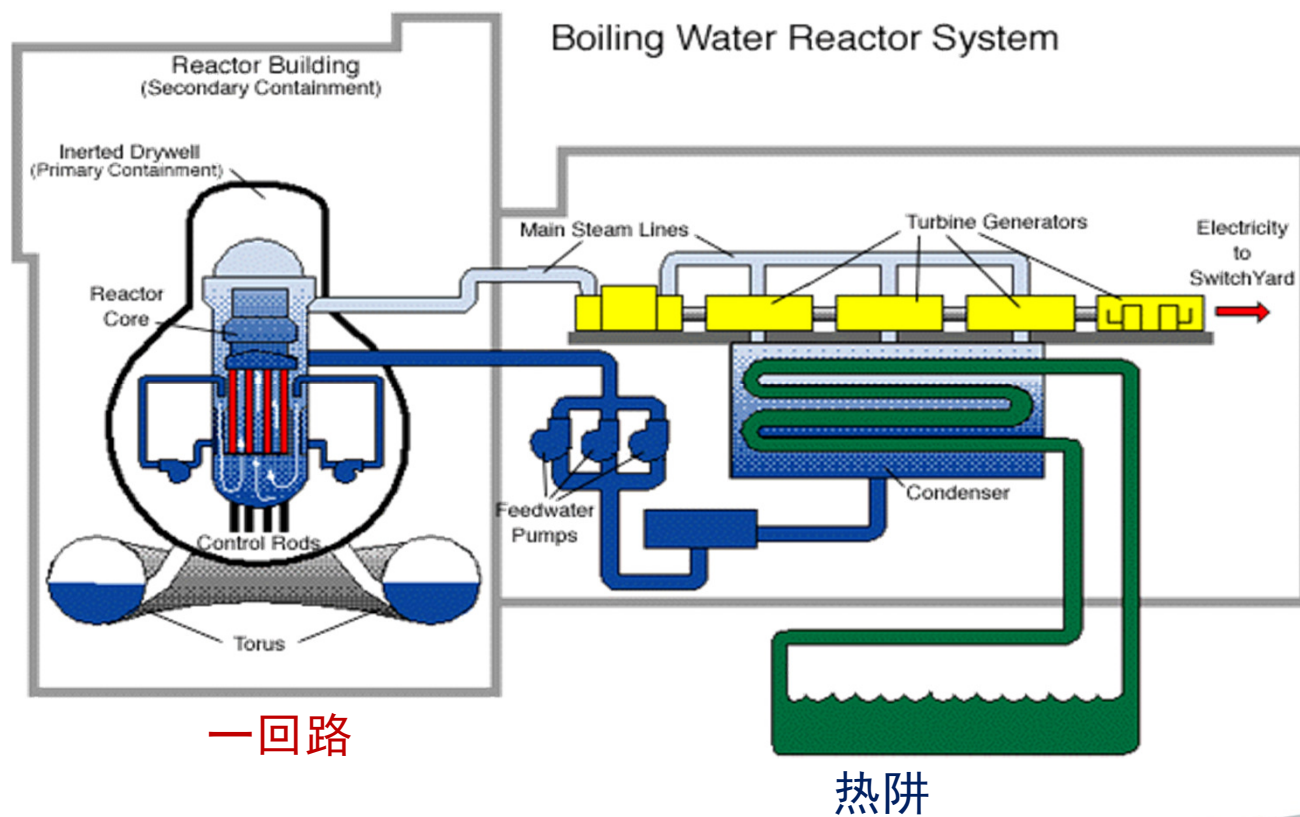 Boiling Water Reactor System
Reactor Building
(Secondary Containment)
Inerted Drywell
(Primary Containment)
Main Steam Lines
Turbine Generators
Electricity
to
SwitchYard
Reactor
Core
Feedwater
Pumps
Condenser
Control Rods
Torus
一回路
热阱